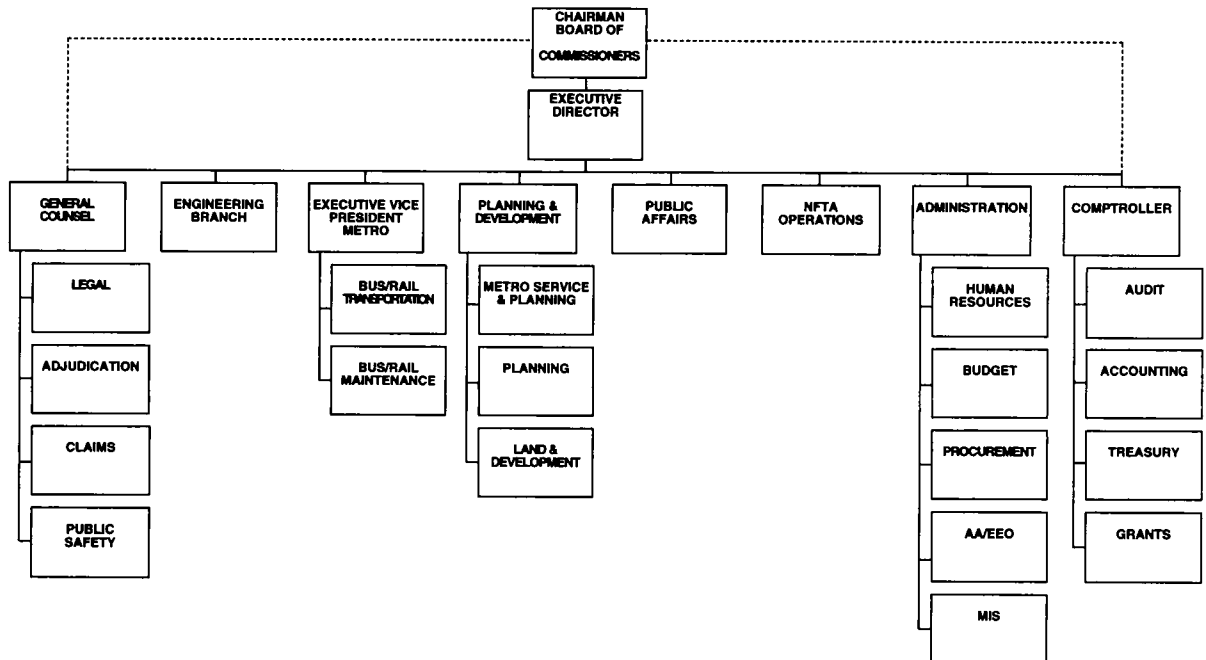 CHAIRMAN
BOARD OF
COMMISSIONERS
EXECUTIVE
DIRECTOR
GENERAL
COUNSEL
ENGINEERING
BRANCH
EXECUTIVE VICE
PRESIDENT
METRO
PLANNING &
DEVELOPMENT
PUBLIC
AFFAIRS
NFTA
OPERATIONS
ADMINISTRATION
COMPTROLLER
LEGAL
ADJUDICATION
CLAIMS
PUBLIC
SAFETY
BUS/RAIL
TRANSPORTATION
BUS/RAIL
MAINTENANCE
METRO SERVICE
& PLANNING
PLANNING
LAND &
DEVELOPMENT
HUMAN
RESOURCES
BUDGET
PROCUREMENT
AA/EEO
MIS
AUDIT
ACCOUNTING
TREASURY
GRANTS